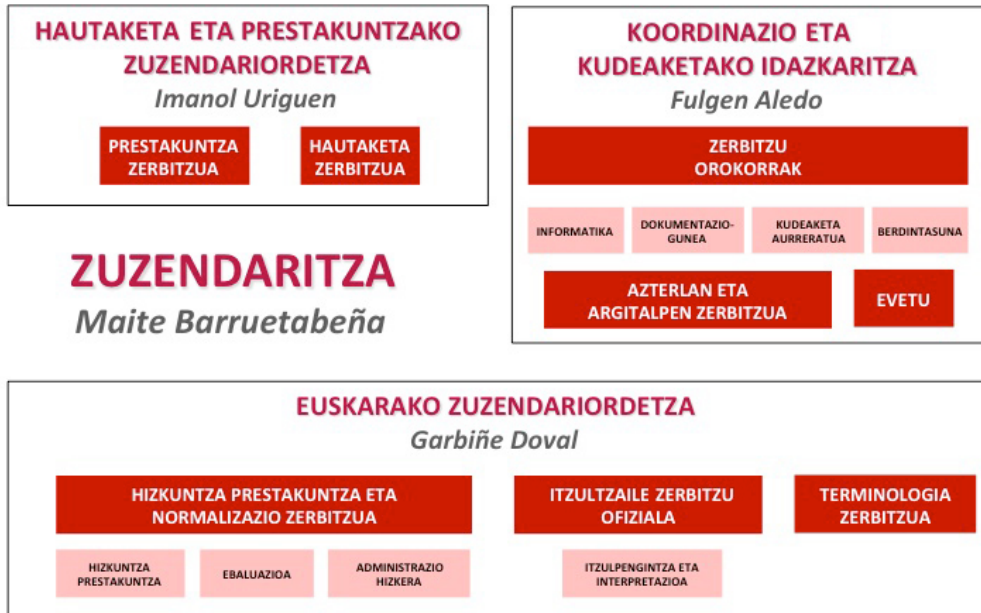 HAUTAKETA ETA PRESTAKUNTZAKO
ZUZENDARIORDETZA
Imanol Uriguen
PRESTAKUNTZA
ZERBITZUA
HAUTAKETA
ZERBITZUA
KOORDINAZIO ETA
KUDEAKETAKO IDAZKARITZA
Fulgen Aledo
ZERBITZU
OROKORRAK
INFORMATIKA
DOKUMENTAZIO-
GUNEA
KUDEAKETA
AURRERATUA
BERDINTASUNA
AZTERLAN ETA
ARGITALPEN ZERBITZUA
EVETU
ZUZENDARITZA
Maite Barruetabeña
EUSKARAKO ZUZENDARIORDETZA
Garbiñe Doval
HIZKUNTZA PRESTAKUNTZA ETA
NORMALIZAZIO ZERBITZUA
HIZKUNTZA
PRESTAKUNTZA
EBALUAZIOA
ADMINISTRAZIO
HIZKERA
ITZULTZAILE ZERBITZU
OFIZIALA
ITZULPENGINTZA ETA
INTERPRETAZIOA
TERMINOLOGIA
ZERBITZUA